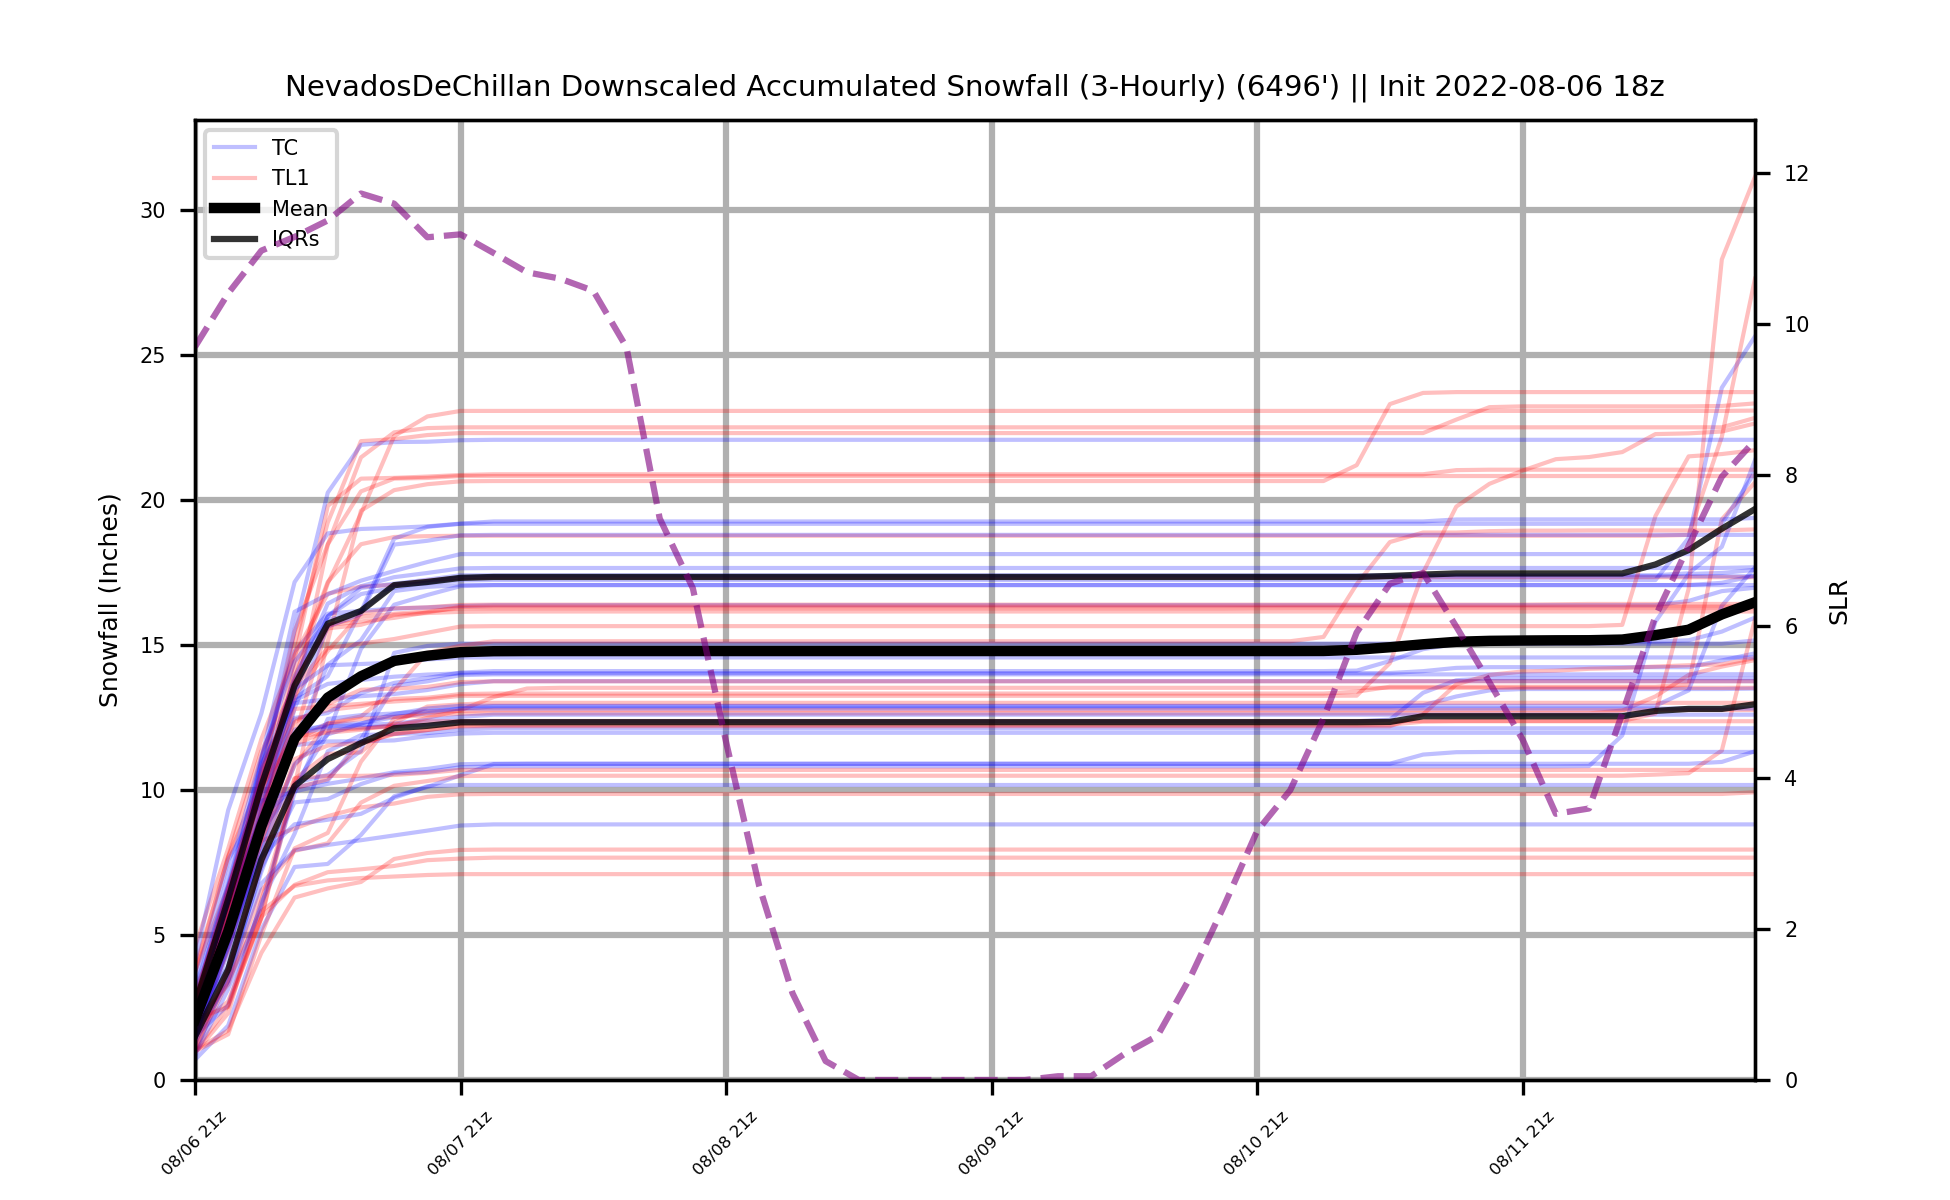 NevadosDeChillan Downscaled Accumulated Snowfall (3-Hourly) (6496') || Init 2022-08-06 18z
TC
TL1
Mean
IQRs
Snowfall (Inches)
30
25
20
15
10
5
0
12
10
8
6
4
2
0
SLR
08/06 21z
08/07 21z
08/08 21z
08/09 21z
08/10 21z
08/11 21z